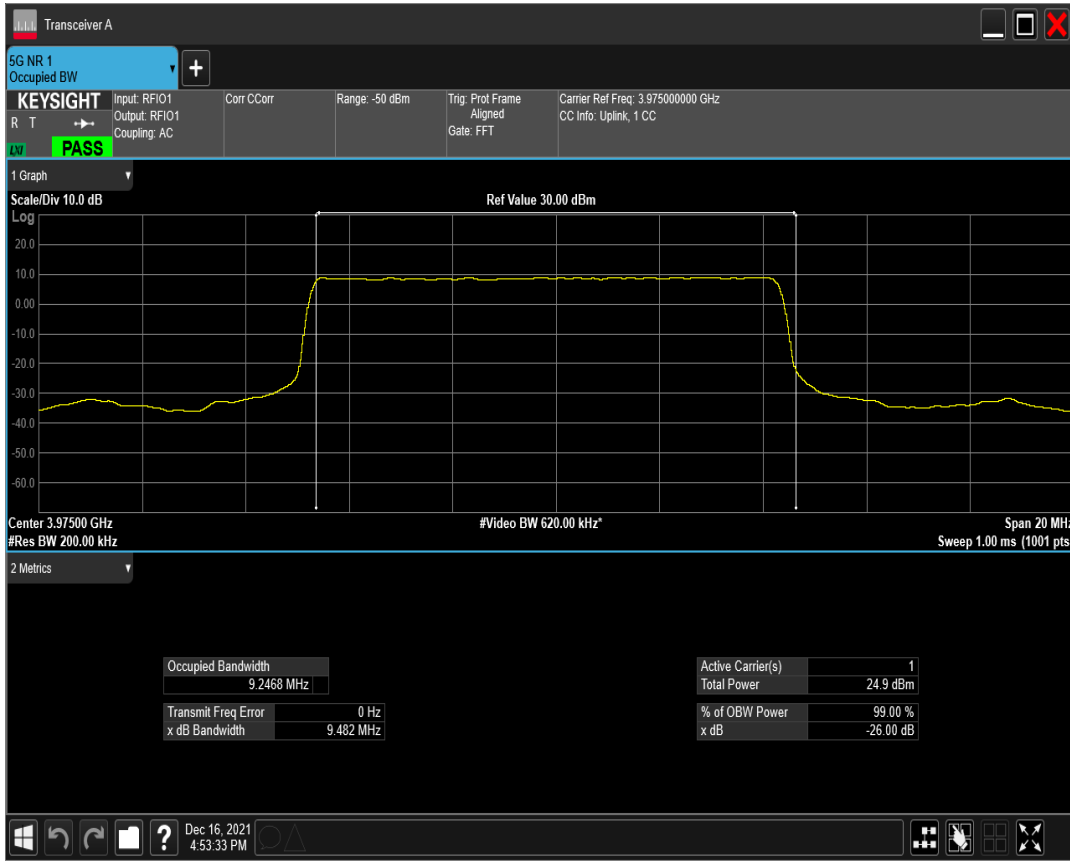 Transceiver A
5G NR 1
Occupied BW
+
KEYSIGHT
R T
LXI
PASS
Input: RFIO1
Output: RFIO1
Coupling: AC
Corr CCorr
Range: -50 dBm
Trig: Prot Frame
Aligned
Gate: FFT
Carrier Ref Freq: 3.975000000 GHz
CC Info: Uplink, 1 CC
1 Graph
Scale/Div 10.0 dB
Ref Value 30.00 dBm
Log
20.0
10.0
0.00
-10.0
-20.0
-30.0
-40.0
-50.0
-60.0
Center 3.97500 GHz
#Video BW 620.00 kHz*
Span 20 MHz
#Res BW 200.00 kHz
Sweep 1.00 ms (1001 pts
2 Metrics
Occupied Bandwidth
9.2468 MHz
Transmit Freq Error 0 Hz
x dB Bandwidth 9.482 MHz
Active Carrier(s) 1
Total Power 24.9 dBm
% of OBW Power 99.00 %
x dB -26.00 dB
?
Dec 16, 2021
4:53:33 PM